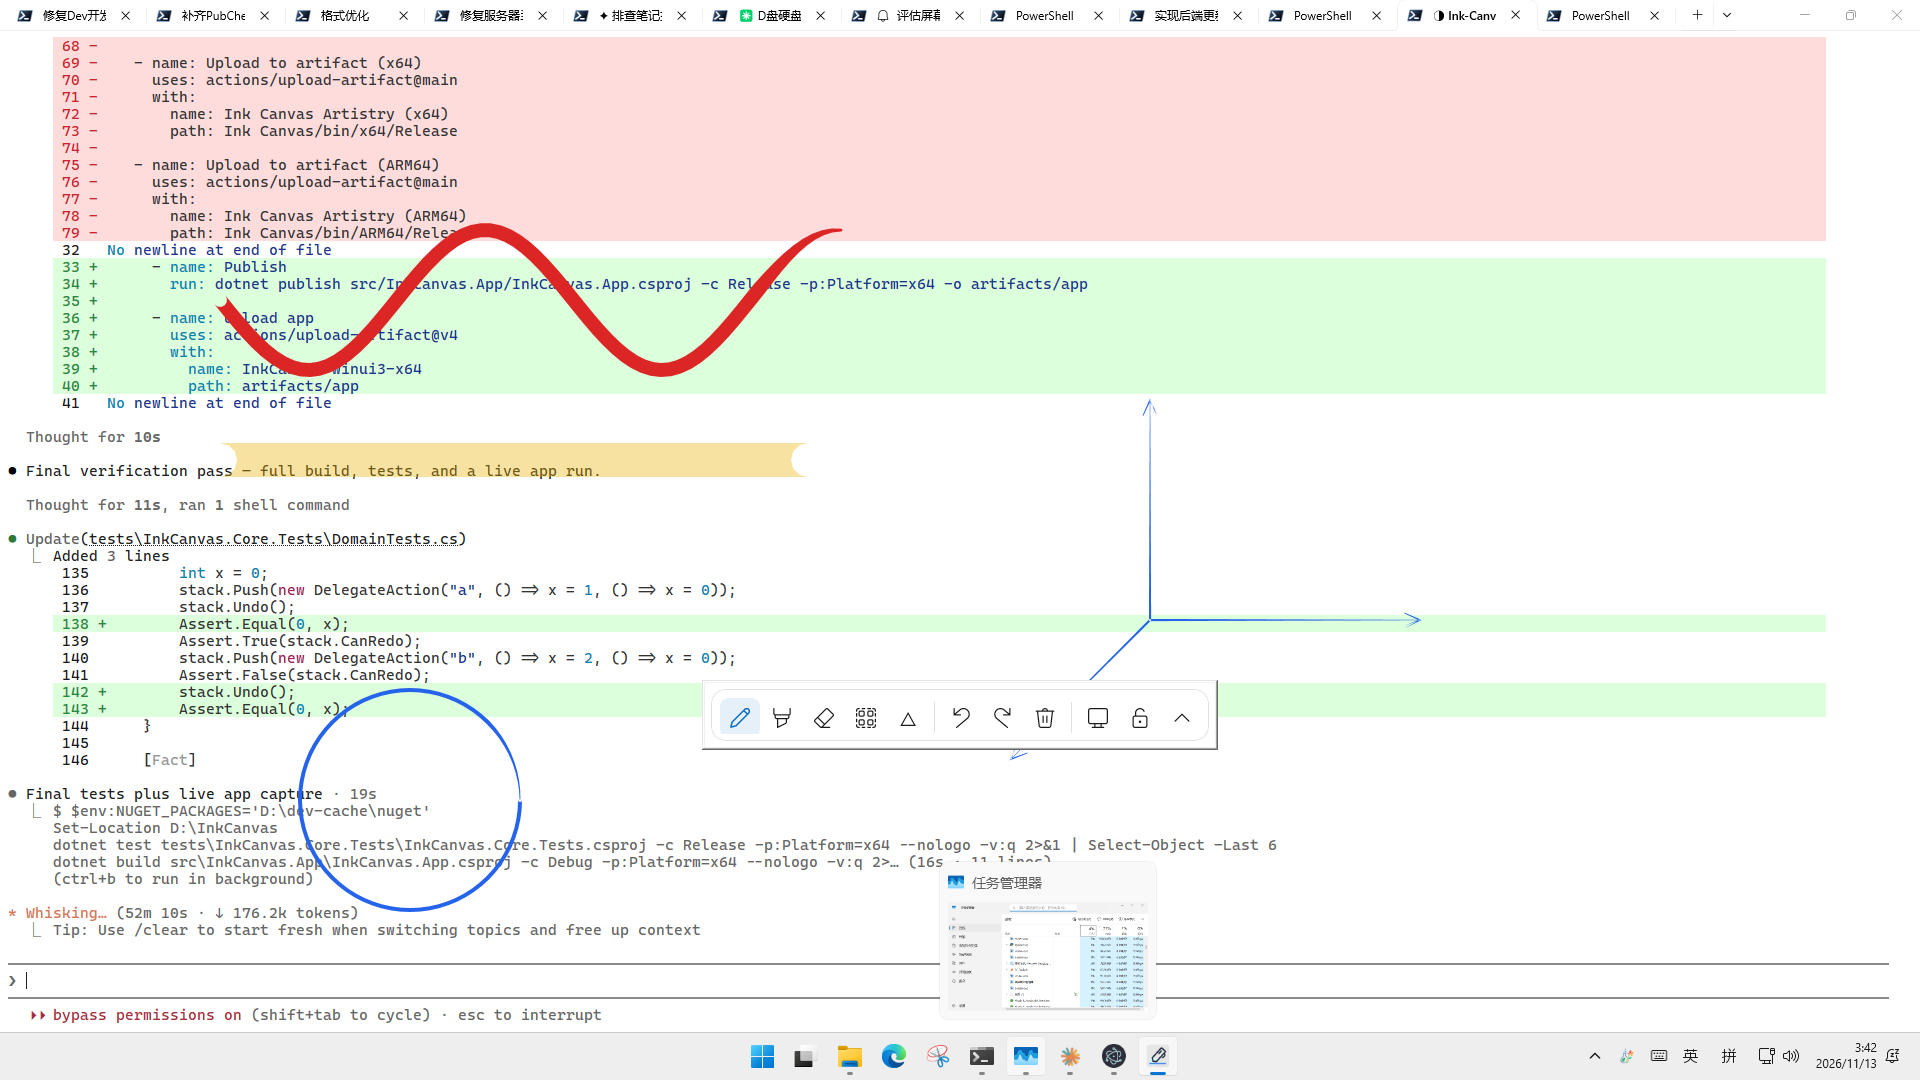 修复Dev开发
补齐PubChe
格式优化
修复服务器
✦ 排查笔记
D盘硬盘
评估屏幕
PowerShell
实现后端更
PowerShell
Ink-Canv
PowerShell
68 -
69 -    - name: Upload to artifact (x64)
70 -      uses: actions/upload-artifact@main
71 -      with:
72 -        name: Ink Canvas Artistry (x64)
73 -        path: Ink Canvas/bin/x64/Release
74 -
75 -    - name: Upload to artifact (ARM64)
76 -      uses: actions/upload-artifact@main
77 -      with:
78 -        name: Ink Canvas Artistry (ARM64)
79 -        path: Ink Canvas/bin/ARM64/Relea
32   No newline at end of file
33 +      - name: Publish
34 +        run: dotnet publish src/InkCanvas.App/InkCanvas.App.csproj -c Release -p:Platform=x64 -o artifacts/app
35 +
36 +      - name: Upload app
37 +        uses: actions/upload-artifact@v4
38 +        with:
39 +          name: InkCanvas-winui3-x64
40 +          path: artifacts/app
41   No newline at end of file
Thought for 10s
● Final verification pass — full build, tests, and a live app run.
Thought for 11s, ran 1 shell command
● Update(tests\InkCanvas.Core.Tests\DomainTests.cs)
Added 3 lines
135          int x = 0;
136          stack.Push(new DelegateAction("a", () => x = 1, () => x = 0));
137          stack.Undo();
138 +        Assert.Equal(0, x);
139          Assert.True(stack.CanRedo);
140          stack.Push(new DelegateAction("b", () => x = 2, () => x = 0));
141          Assert.False(stack.CanRedo);
142 +        stack.Undo();
143 +        Assert.Equal(0, x);
144      }
145
146      [Fact]
● Final tests plus live app capture · 19s
$ $env:NUGET_PACKAGES='D:\dev-cache\nuget'
Set-Location D:\InkCanvas
dotnet test tests\InkCanvas.Core.Tests\InkCanvas.Core.Tests.csproj -c Release -p:Platform=x64 --nologo -v:q 2>&1 | Select-Object -Last 6
dotnet build src\InkCanvas.App\InkCanvas.App.csproj -c Debug -p:Platform=x64 --nologo -v:q 2>… (16s · 11 lines)
(ctrl+b to run in background)
任务管理器
* Whisking… (52m 10s · ↓ 176.2k tokens)
Tip: Use /clear to start fresh when switching topics and free up context
❯
⏵⏵ bypass permissions on (shift+tab to cycle) · esc to interrupt
英
拼
3:42
2026/11/13